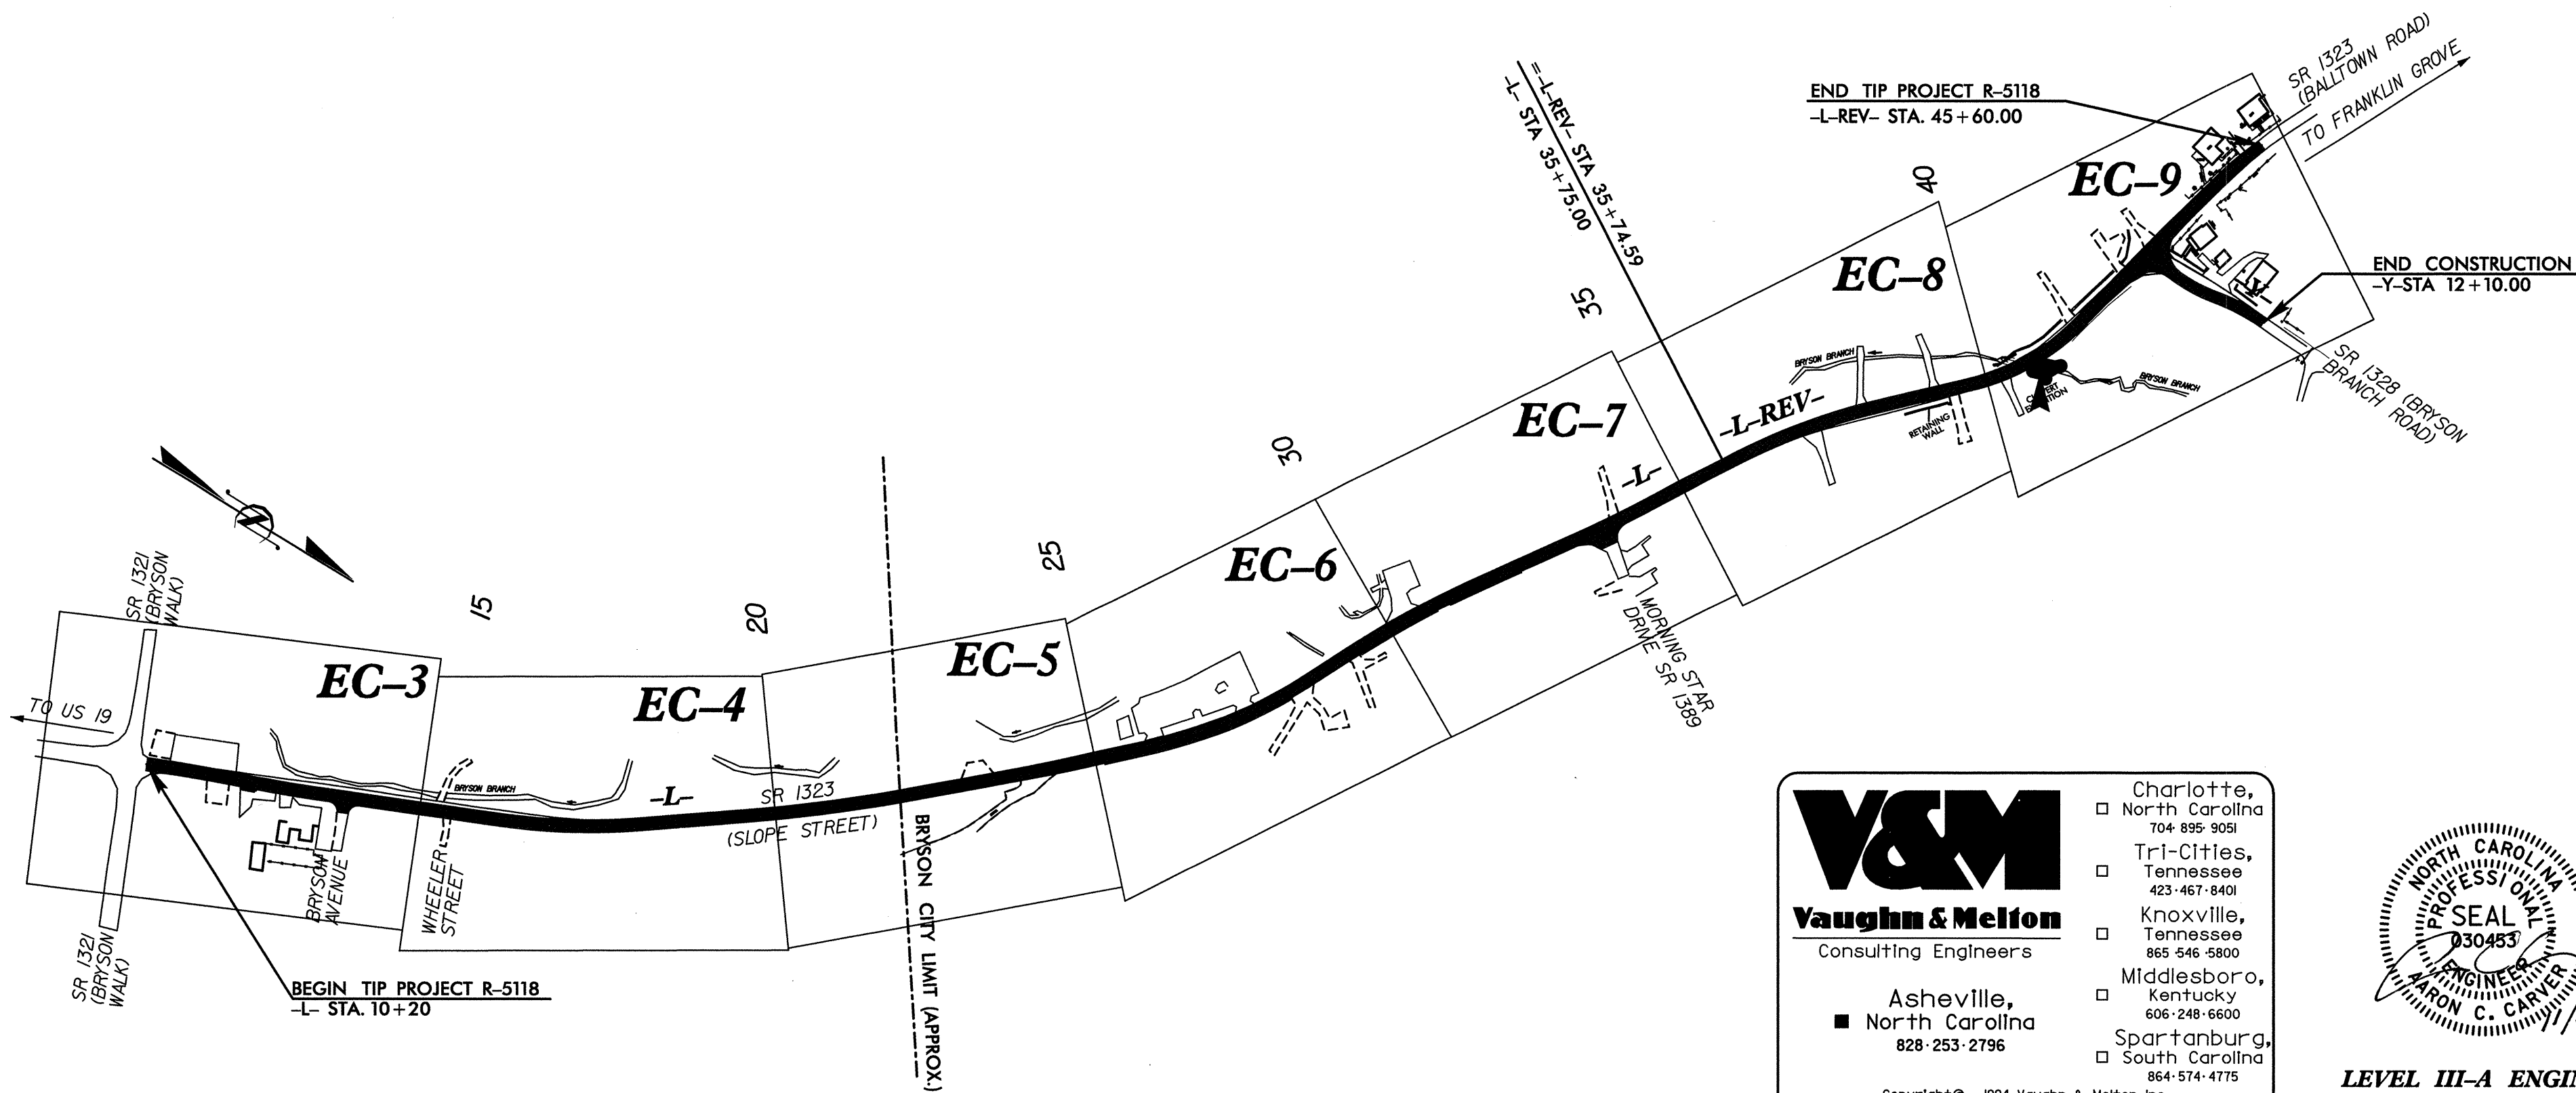 SR 1323
(BALLTOWN ROAD)
TO FRANKLIN GROVE
END TIP PROJECT R–5118
–L–REV– STA. 45+60.00
–L–REV– STA 35+74.59
=
–L– STA 35+75.00
EC–9
40
END CONSTRUCTION
–Y–STA 12+10.00
–Y–
EC–8
35
BRYSON BRANCH
BRYSON BRANCH
SR 1328 (BRYSON
BRANCH ROAD)
–L–REV–
RETAINING
WALL
EC–7
30
–L–
N
EC–6
25
MORNING STAR
DRIVE SR 1389
SR 1321
(BRYSON
WALK)
15
20
EC–5
EC–3
EC–4
TO US 19
BRYSON BRANCH
–L–
SR 1323
(SLOPE STREET)
BRYSON CITY LIMIT (APPROX.)
BRYSON
AVENUE
WHEELER
STREET
SR 1321
(BRYSON
WALK)
BEGIN TIP PROJECT R–5118
–L– STA. 10+20
V&M
Vaughn & Melton
Consulting Engineers
Asheville,
North Carolina
828·253·2796
Charlotte,
North Carolina
704·895·9051
Tri-Cities,
Tennessee
423·467·8401
Knoxville,
Tennessee
865·546·5800
Middlesboro,
Kentucky
606·248·6600
Spartanburg,
South Carolina
864·574·4775
NORTH CAROLINA
PROFESSIONAL
SEAL
030453
ENGINEER
AARON C. CARVER
LEVEL III–A